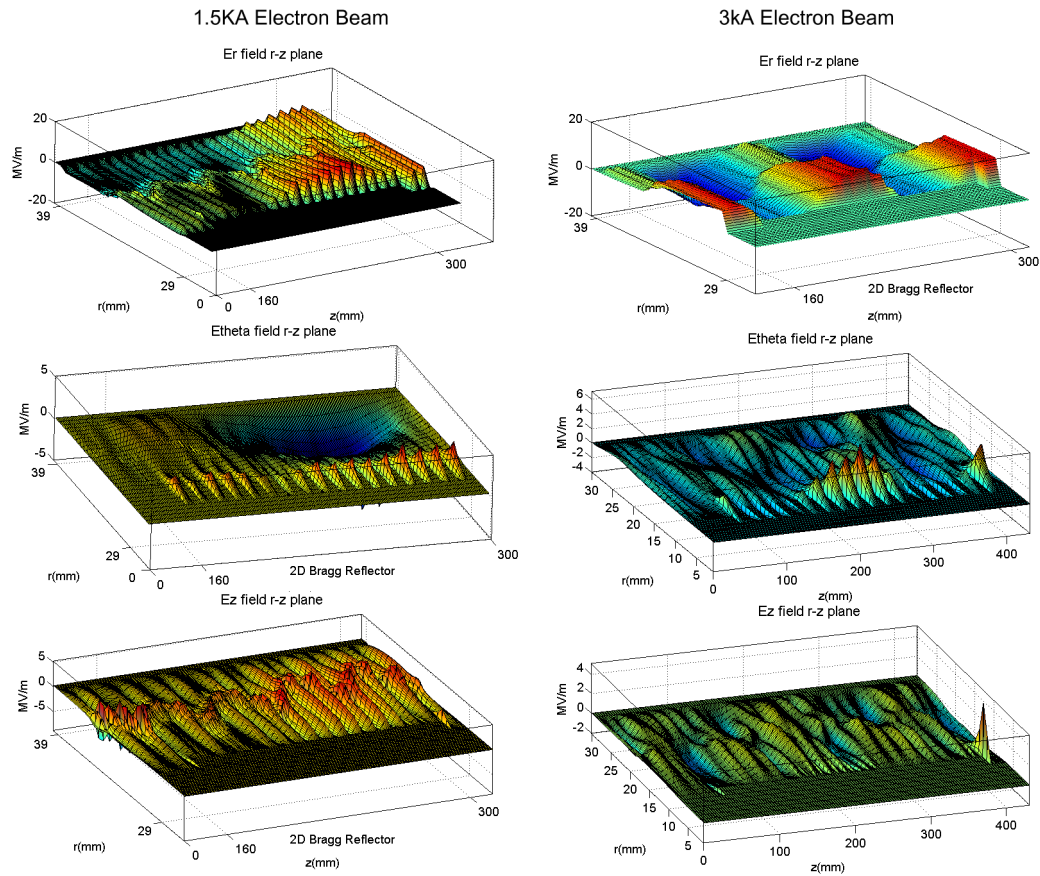 1.5KA Electron Beam
3kA Electron Beam
Er field r-z plane
20
0
-20
MV/m
39
29
0
r(mm)
0
160
300
z(mm)
Er field r-z plane
20
0
-20
MV/m
39
29
r(mm)
160
300
2D Bragg Reflector
z(mm)
Etheta field r-z plane
5
0
-5
MV/m
39
29
0
r(mm)
0
160
300
2D Bragg Reflector
Etheta field r-z plane
6
4
2
0
-2
-4
MV/m
30
25
20
15
10
5
r(mm)
0
100
200
300
400
z(mm)
Ez field r-z plane
5
0
-5
MV/m
39
29
0
r(mm)
0
160
300
2D Bragg Reflector
z(mm)
Ez field r-z plane
4
2
0
-2
MV/m
30
25
20
15
10
5
r(mm)
0
100
200
300
400
z(mm)